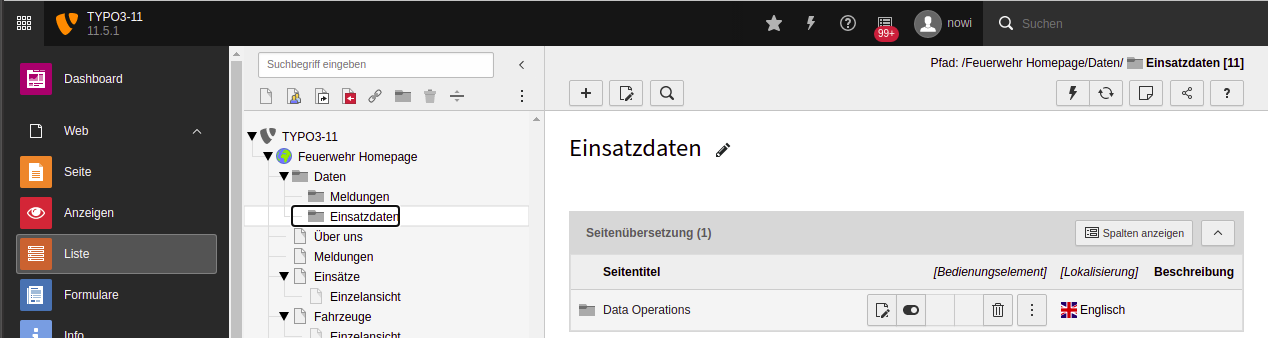 TYPO3-11
11.5.1
99+
nowi
Suchen
Dashboard
Web
Seite
Anzeigen
Liste
Formulare
Info
Suchbegriff eingeben
TYPO3-11
Feuerwehr Homepage
Daten
Meldungen
Einsatzdaten
Über uns
Meldungen
Einsätze
Einzelansicht
Fahrzeuge
Einzelansicht
Pfad: /Feuerwehr Homepage/Daten/ Einsatzdaten [11]
Einsatzdaten
Seitenübersetzung (1)
Spalten anzeigen
Seitentitel [Bedienungselement] [Lokalisierung] Beschreibung
Data Operations Englisch